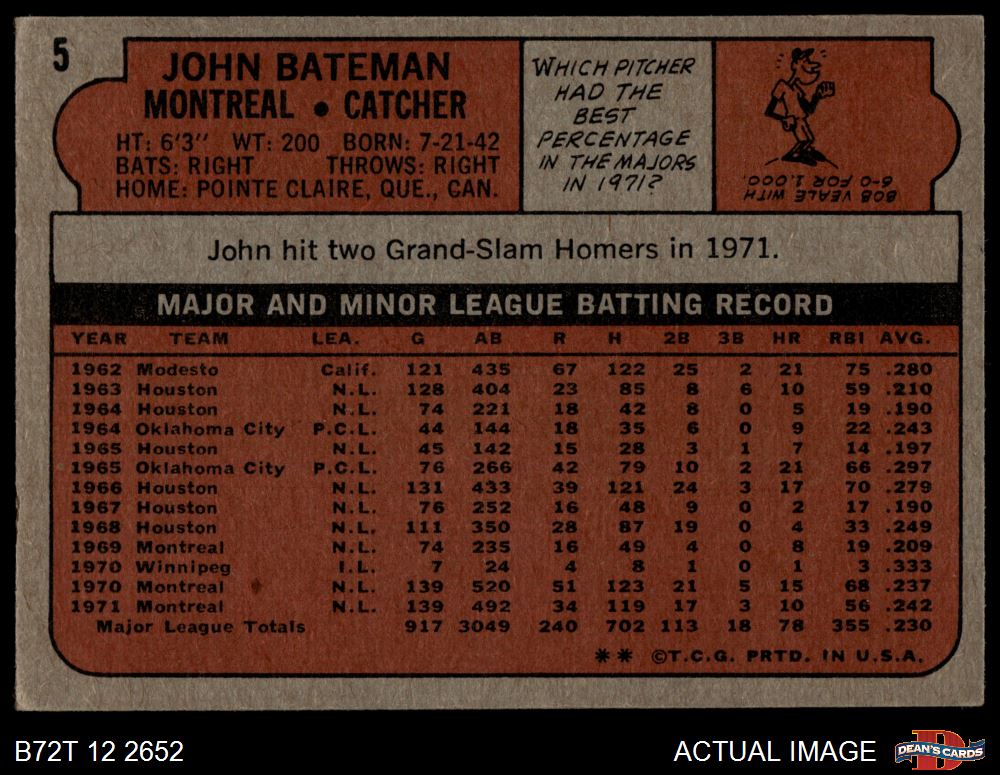 5
JOHN BATEMAN
MONTREAL • CATCHER
HT: 6'3" WT: 200 BORN: 7-21-42
BATS: RIGHT THROWS: RIGHT
HOME: POINTE CLAIRE, QUE., CAN.
WHICH PITCHER
HAD THE
BEST
PERCENTAGE
IN THE MAJORS
IN 1971?
BOB VEALE WITH
6-0 FOR 1.000.
John hit two Grand-Slam Homers in 1971.
MAJOR AND MINOR LEAGUE BATTING RECORD
YEAR TEAM LEA. G AB R H 2B 3B HR RBI AVG.
1962 Modesto Calif. 121 435 67 122 25 2 21 75 .280
1963 Houston N.L. 128 404 23 85 8 6 10 59 .210
1964 Houston N.L. 74 221 18 42 8 0 5 19 .190
1964 Oklahoma City P.C.L. 44 144 18 35 6 0 9 22 .243
1965 Houston N.L. 45 142 15 28 3 1 7 14 .197
1965 Oklahoma City P.C.L. 76 266 42 79 10 2 21 66 .297
1966 Houston N.L. 131 433 39 121 24 3 17 70 .279
1967 Houston N.L. 76 252 16 48 9 0 2 17 .190
1968 Houston N.L. 111 350 28 87 19 0 4 33 .249
1969 Montreal N.L. 74 235 16 49 4 0 8 19 .209
1970 Winnipeg I.L. 7 24 4 8 1 0 1 3 .333
1970 Montreal N.L. 139 520 51 123 21 5 15 68 .237
1971 Montreal N.L. 139 492 34 119 17 3 10 56 .242
Major League Totals 917 3049 240 702 113 18 78 355 .230
** ©T.C.G. PRTD. IN U.S.A.
B72T 12 2652
ACTUAL IMAGE
DEAN'S CARDS